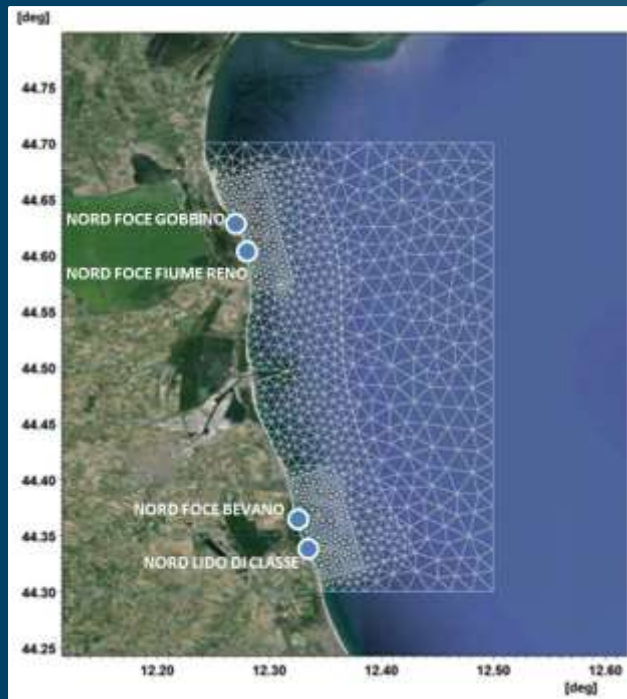 [deg]
44.75
44.70
44.65
NORD FOCE GOBBINO
44.60
NORD FOCE FIUME RENO
44.55
44.50
44.45
44.40
NORD FOCE BEVANO
44.35
NORD LIDO DI CLASSE
44.30
44.25
12.20 12.30 12.40 12.50 12.60
[deg]